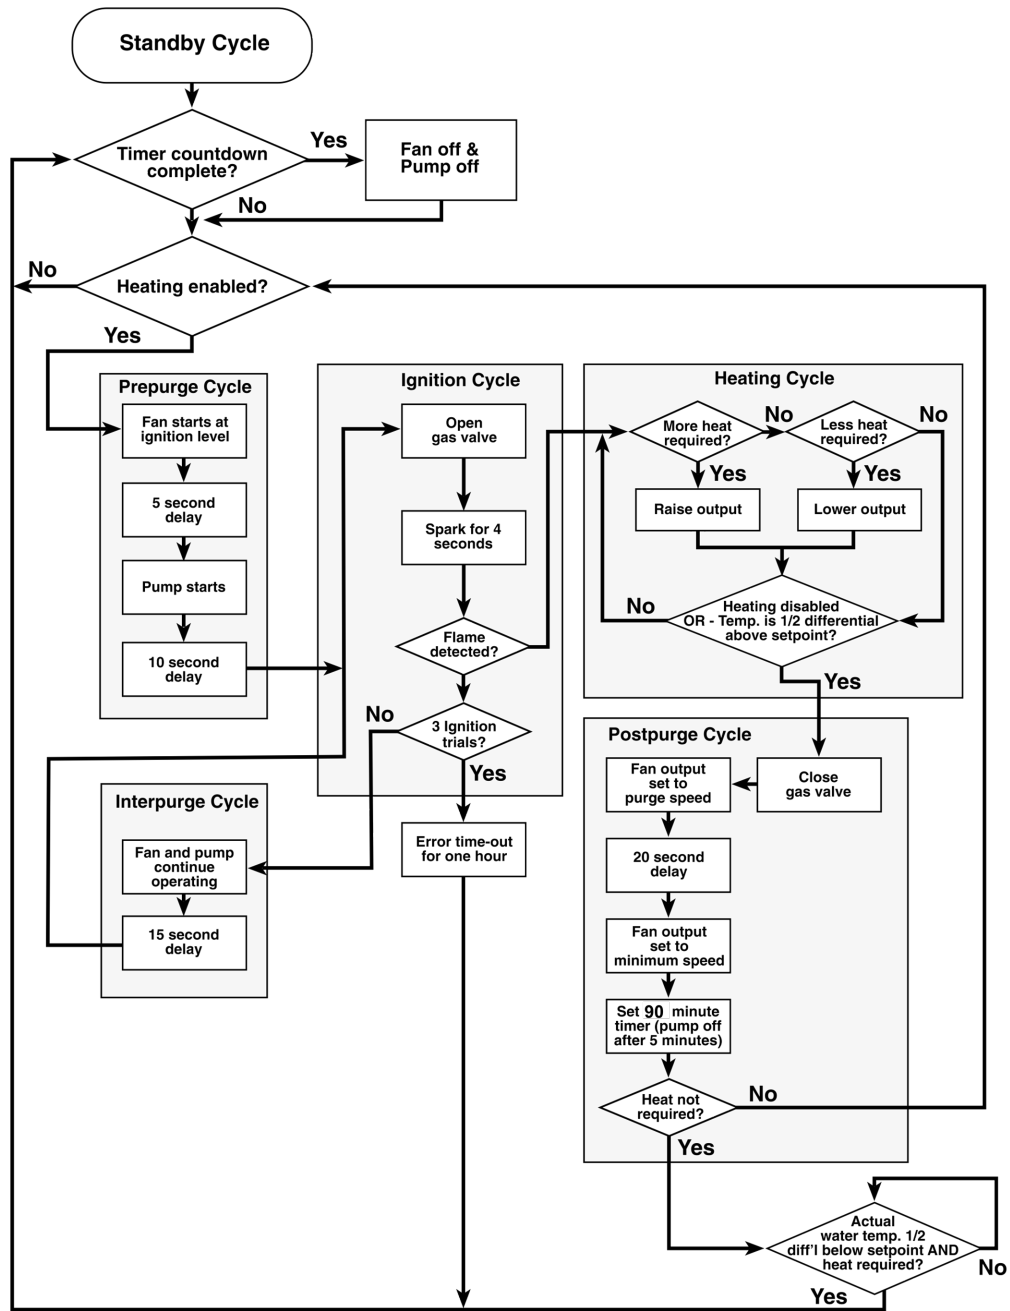 Standby Cycle
Timer countdown
complete?
Yes
Fan off &
Pump off
No
Heating enabled?
No
Yes
Prepurge Cycle
Fan starts at
ignition level
5 second
delay
Pump starts
10 second
delay
Ignition Cycle
Open
gas valve
Spark for 4
seconds
Flame
detected?
3 Ignition
trials?
No
Yes
Error time-out
for one hour
Interpurge Cycle
Fan and pump
continue
operating
15 second
delay
Heating Cycle
More heat
required?
No
Less heat
required?
No
Yes
Yes
Raise output
Lower output
Heating disabled
OR - Temp. is 1/2 differential
above setpoint?
No
Yes
Postpurge Cycle
Close
gas valve
Fan output
set to
purge speed
20 second
delay
Fan output
set to
minimum speed
Set 90 minute
timer (pump off
after 5 minutes)
Heat not
required?
No
Yes
Actual
water temp. 1/2
diff'l below setpoint AND
heat required?
No
Yes